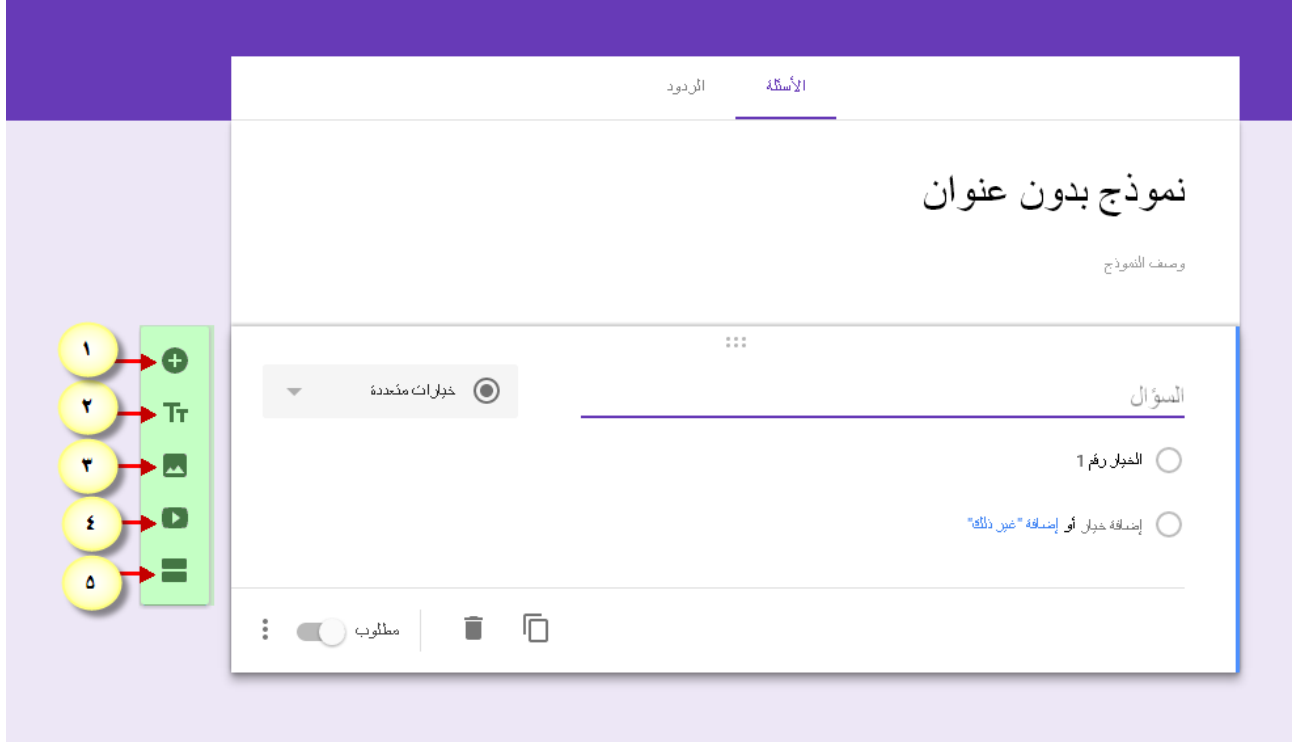 الأسئلة الردود
نموذج بدون عنوان
وصف النموذج
١
٢
٣
٤
٥
Tт
السؤال
خيارات متعددة
الخيار رقم 1
إضافة خيار أو إضافة "غير ذلك"
مطلوب